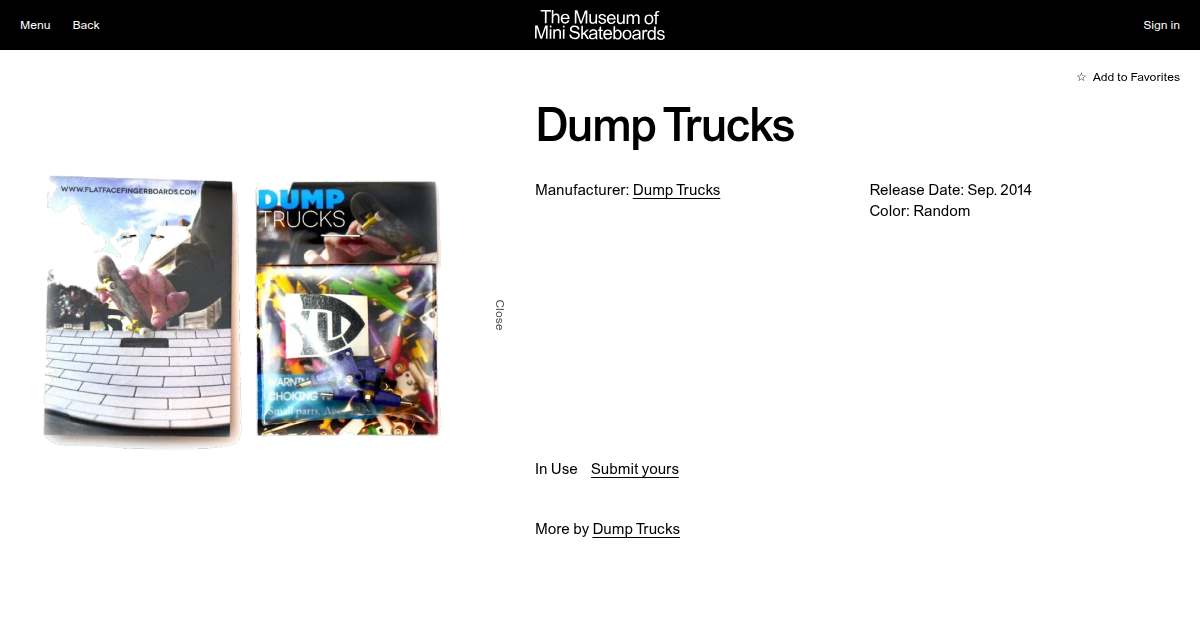 Menu
Back
The Museum of
Mini Skateboards
Sign in
☆ Add to Favorites
Dump Trucks
Manufacturer: Dump Trucks
Release Date: Sep. 2014
Color: Random
WWW.FLATFACEFINGERBOARDS.COM
DUMP
TRUCKS
CHOKING
Small parts.
Close
In Use Submit yours
More by Dump Trucks